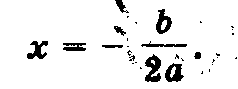 x = - b/2a.